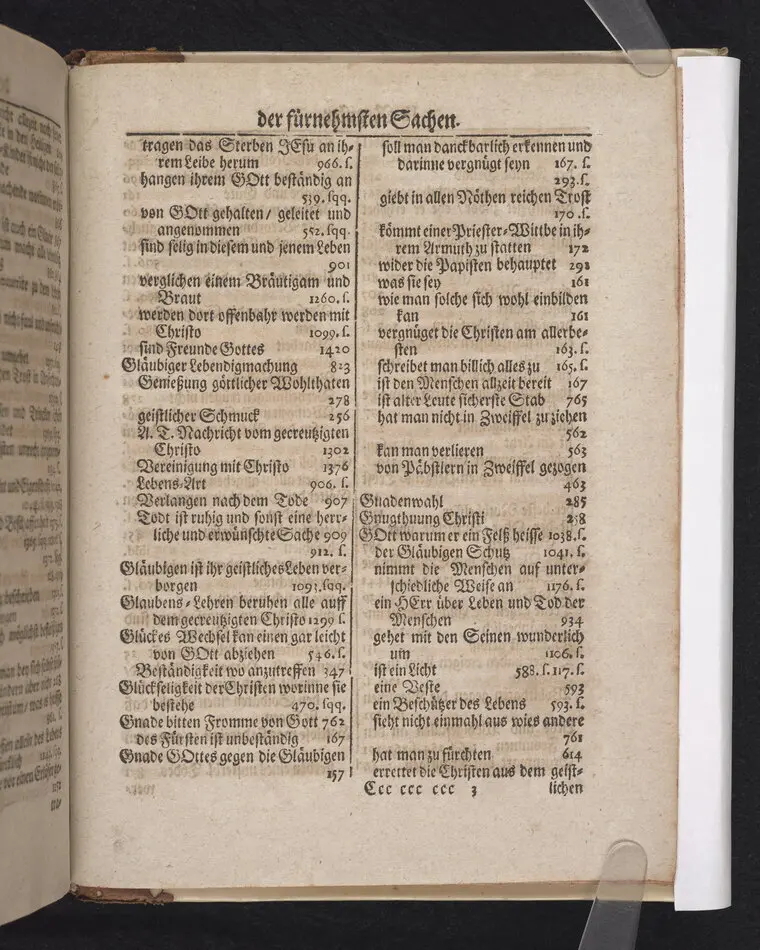 der fürnehmsten Sachen.
tragen das Sterben JEsu an ih-
rem Leibe herum 966. s.
hangen ihrem GOtt beständig an
539. sqq.
von GOtt gehalten / geleitet und
angenommen 552. sqq.
sind selig in diesem und jenem Leben
901
verglichen einem Bräutigam und
Braut 1260. s.
werden dort offenbahr werden mit
Christo 1099. s.
sind Freunde Gottes 1420
Gläubiger Lebendigmachung 823
Geniessung göttlicher Wohlthaten
278
geistlicher Schmuck 256
A. T. Nachricht vom gecreutzigten
Christo 1302
Vereinigung mit Christo 1376
Lebens-Art 906. s.
Verlangen nach dem Tode 907
Todt ist ruhig und sonst eine herr-
liche und erwünschte Sache 909
912. s.
Gläubigen ist ihr geistliches Leben ver-
borgen 1093. sqq.
Glaubens-Lehren beruhen alle auff
dem gecreutzigten Christo 1299 s.
Glückes Wechsel kan einen gar leicht
von GOtt abziehen 546. s.
Beständigkeit wo anzutreffen 347
Glückseligkeit der Christen worinne sie
bestehe 470. sqq.
Gnade bitten Fromme von Gott 762
des Fürsten ist unbeständig 167
Gnade GOttes gegen die Gläubigen
157
soll man danckbarlich erkennen und
darinne vergnügt seyn 167. s.
293. s.
giebt in allen Nöthen reichen Trost
170. s.
kömmt einer Priester-Wittbe in ih-
rem Armuth zu statten 172
wider die Papisten behauptet 291
was sie sey 161
wie man solche sich wohl einbilden
kan 161
vergnüget die Christen am allerbe-
sten 163. s.
schreibet man billich alles zu 165. s.
ist den Menschen allzeit bereit 167
ist alter Leute sicherste Stab 765
hat man nicht in Zweiffel zu ziehen
562
kan man verlieren 563
von Päbstlern in Zweiffel gezogen
463
Gnadenwahl 285
Gnugthuung Christi 238
GOtt warum er ein Felß heisse 1038. s.
der Gläubigen Schutz 1041. s.
nimmt die Menschen auf unter-
schiedliche Weise an 1176. s.
ein HErr über Leben und Tod der
Menschen 934
gehet mit den Seinen wunderlich
um 1106. s.
ist ein Licht 588. s. 117. s.
eine Veste 593
ein Beschützer des Lebens 593. s.
sieht nicht einmahl aus wies andere
761
hat man zu fürchten 614
errettet die Christen aus dem geist-
Ccc ccc ccc 3 lichen